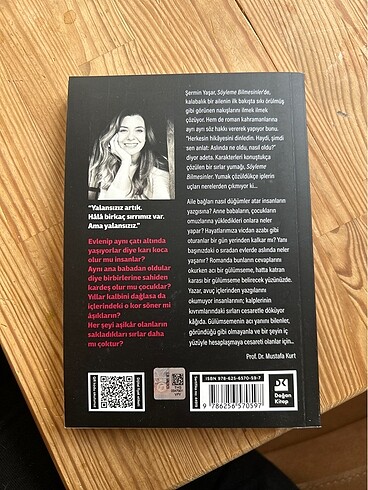 Şermin Yaşar, Söyleme Bilmesinler'de,
kalabalık bir ailenin ilk bakışta sıkı örülmüş gibi
görünen nakışlarını ilmek ilmek
çözüyor. Hem de roman kahramanlarına
ayrı ayrı söz hakkı vererek yapıyor bunu.
"Herkesin hikâyesini dinledin. Haydi, şimdi
sen anlat: Aslında ne oldu, nasıl oldu?"
diyor adeta. Karakterleri konuştukça
çözülen bir sırlar yumağı, Söyleme
Bilmesinler. Yumak çözüldükçe iplerin
uçları nerelerden çıkmıyor ki...
Aile bağları nasıl düğümler atar insanların
yazgısına? Anne babaların, çocukların
omuzlarına yükledikleri onlara neler
yapar? Hayatlarımıza vicdan azabı gibi
oturanlar bir gün yerinden kalkar mı? Yanı
başınızdaki o sıradan evlerde aslında neler
yaşanır? Romanda bunların cevaplarını
okurken acı bir gülümseme, hatta katran
karası bir gülümseme belirecek yüzünüzde.
Yazar, avuç içlerinden yazgılarını
okumuyor insanlarının; kalplerinin
kıvrımlarındaki sırları cesaretle döküyor
kâğıda. Gülümsemenin acı yanını bilenler,
göründüğü gibi olmayanla ve bir şeyin iç
yüzüyle hesaplaşmaya cesareti olanlar için...
Prof. Dr. Mustafa Kurt
"Yalansızız artık.
Hâlâ birkaç sırrımız var.
Ama yalansızız."
Evlenip aynı çatı altında
yaşıyorlar diye karı koca
olur mu insanlar?
Aynı ana babadan oldular
diye birbirlerine sahiden
kardeş olur mu çocuklar?
Yıllar kalbini dağlasa da
içlerindeki o kor söner mi
âşıkların?
Her şeyi aşikâr olanların
sakladıkları sırlar daha
mı çoktur?
ISBN 978-625-6570-59-7
9 786256 570597
Doğan
Kitap